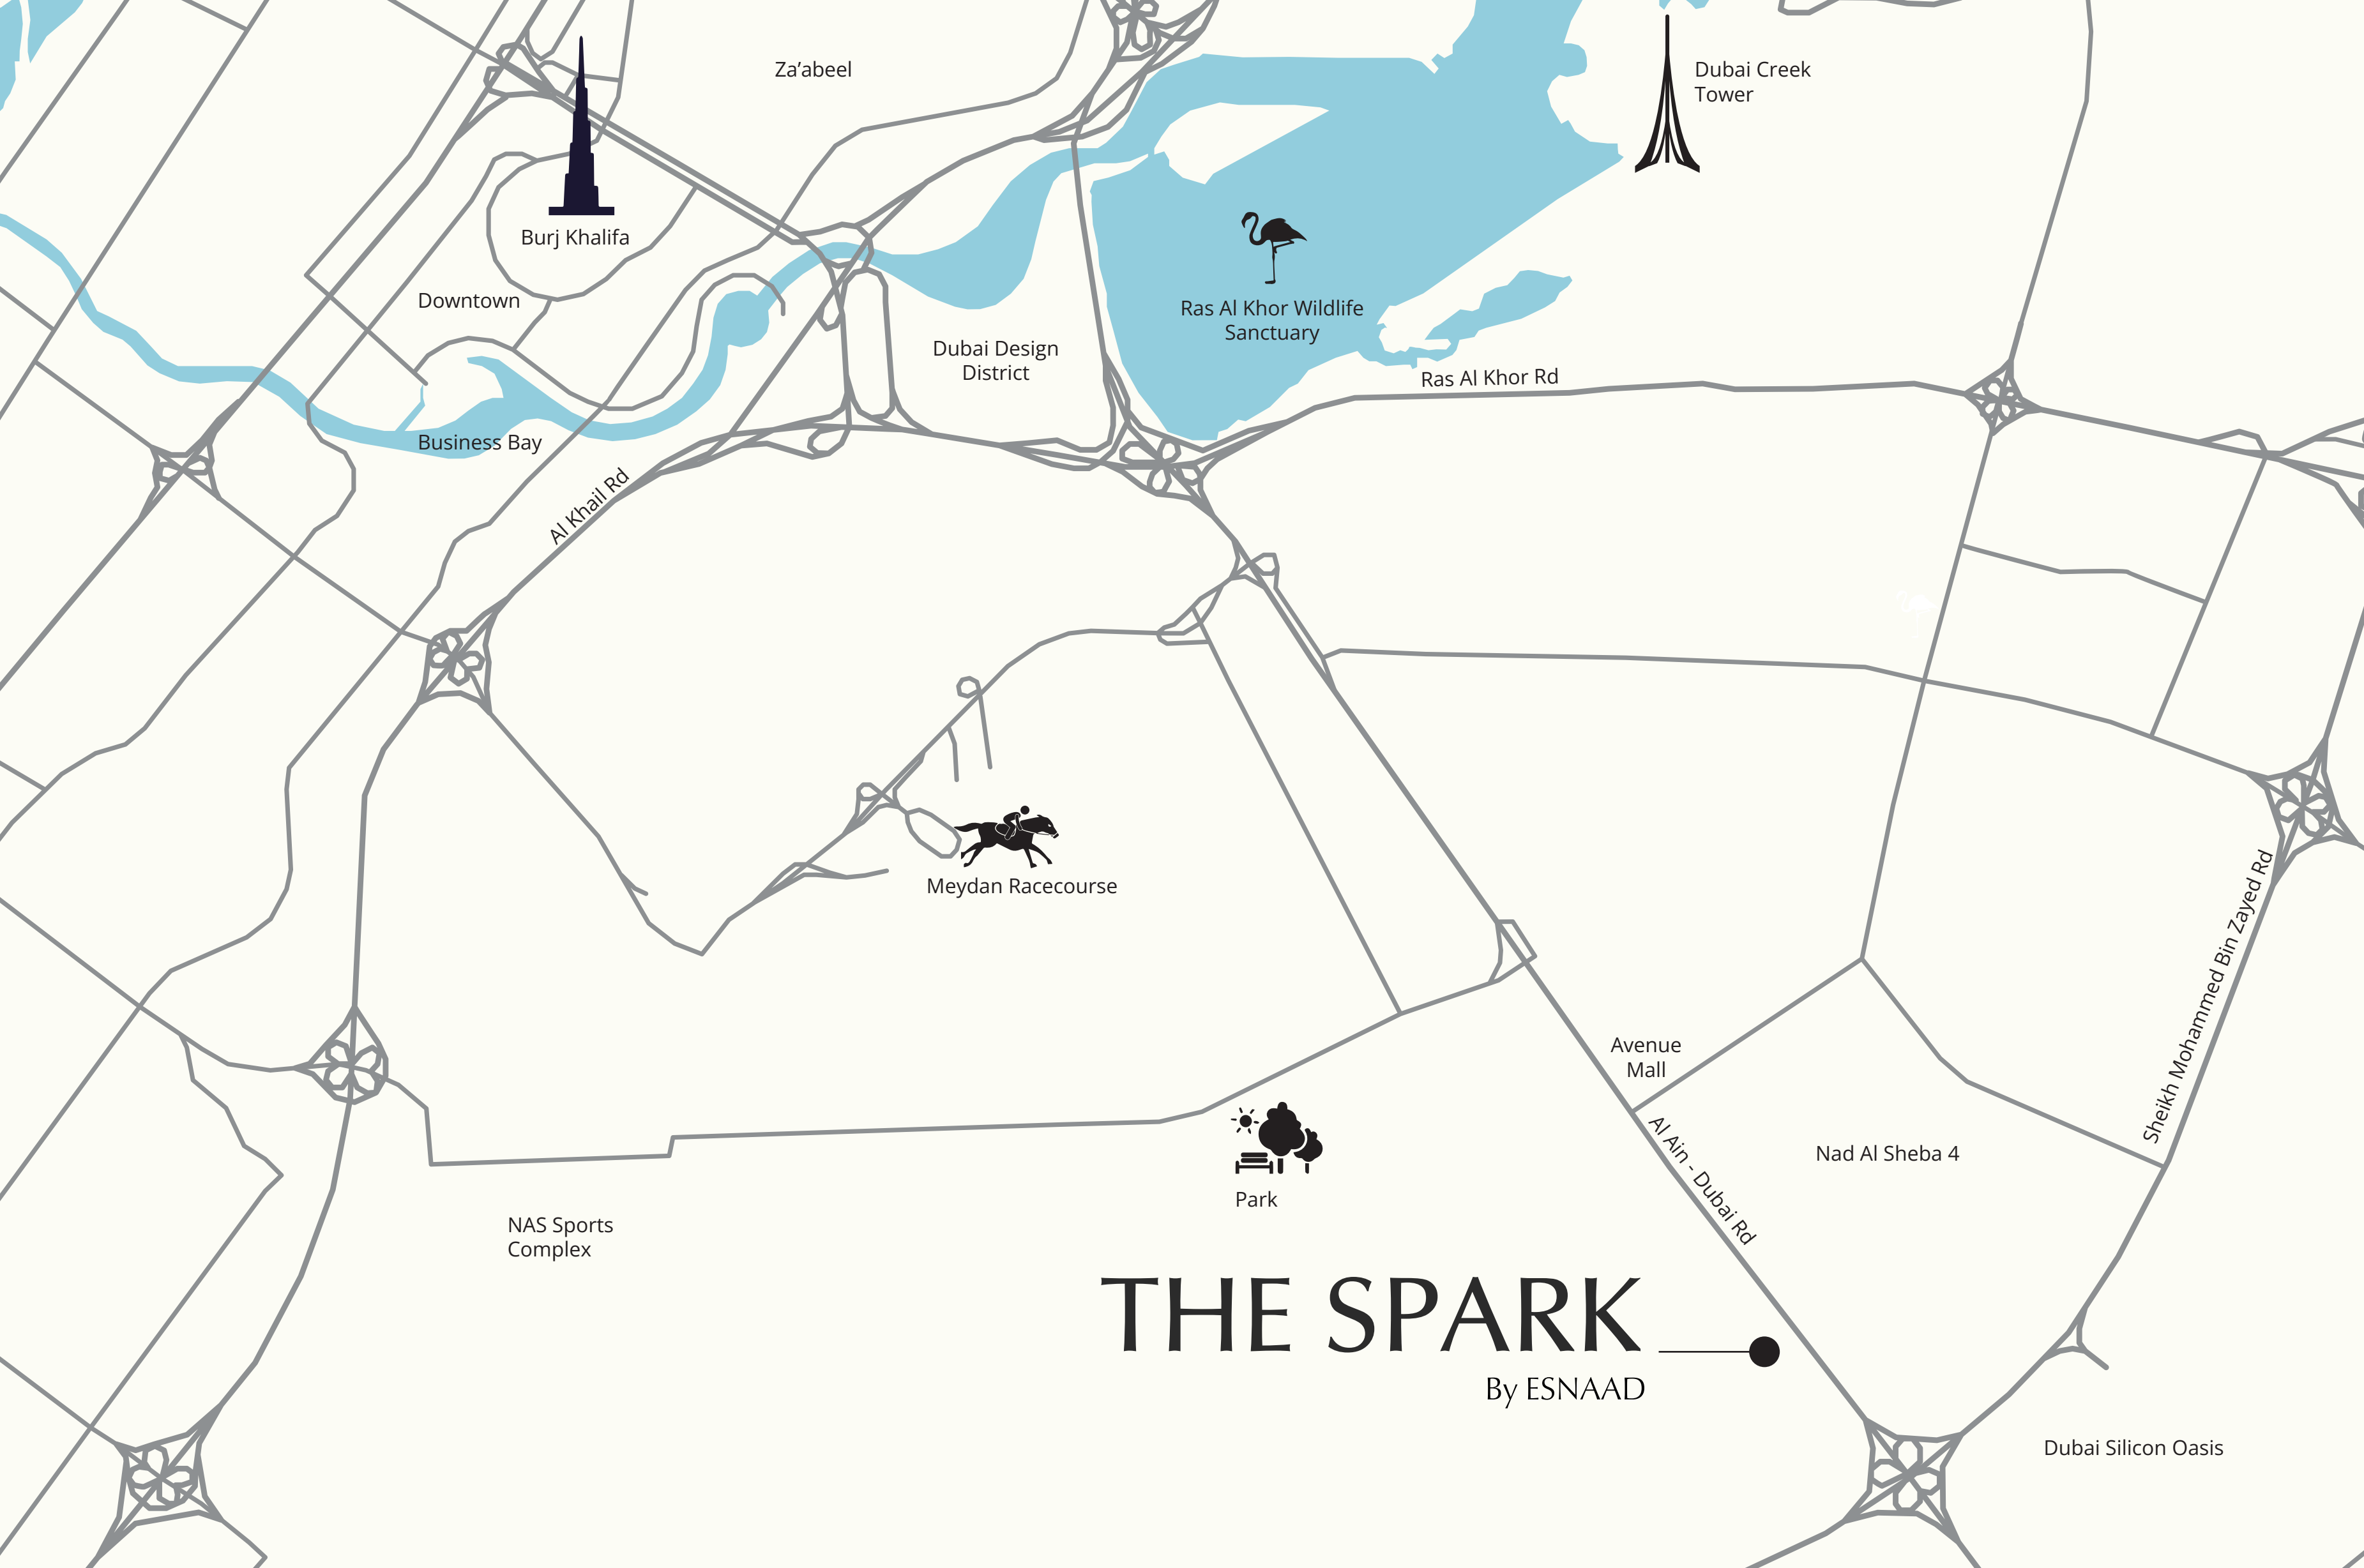 Za’abeel
Dubai Creek
Tower
Burj Khalifa
Downtown
Ras Al Khor Wildlife
Sanctuary
Dubai Design
District
Ras Al Khor Rd
Business Bay
Al Khail Rd
Meydan Racecourse
Sheikh Mohammed Bin Zayed Rd
Avenue
Mall
Al Ain - Dubai Rd
Nad Al Sheba 4
Park
NAS Sports
Complex
THE SPARK
By ESNAAD
Dubai Silicon Oasis